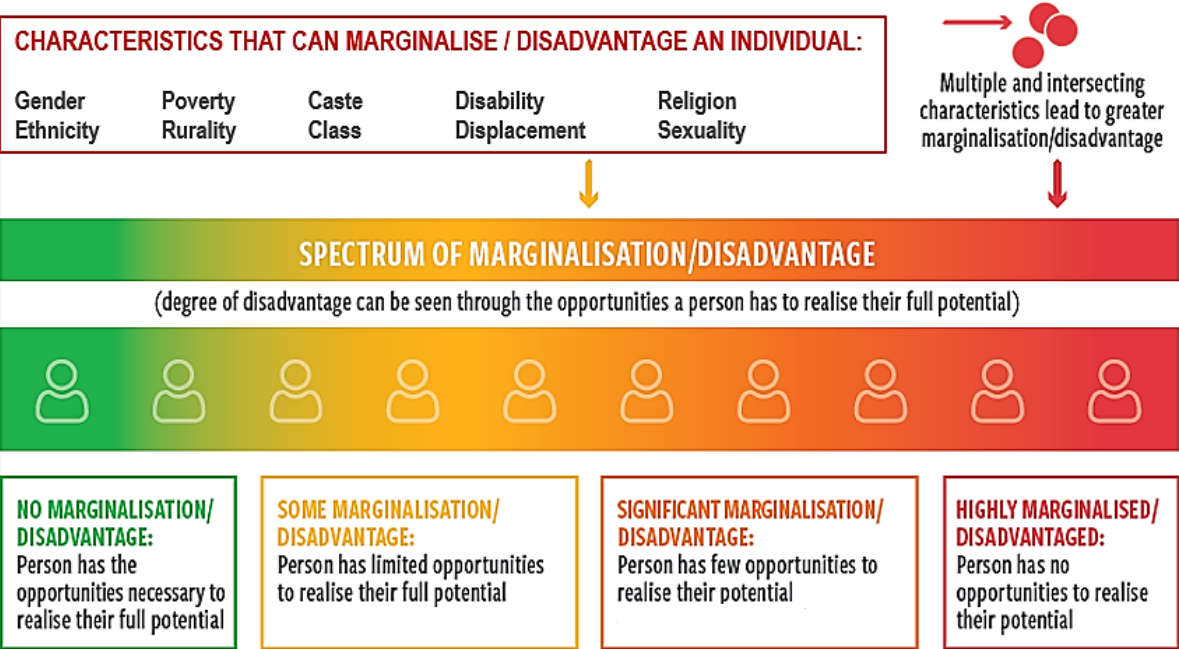 CHARACTERISTICS THAT CAN MARGINALISE / DISADVANTAGE AN INDIVIDUAL:
Gender Poverty Caste Disability Religion
Ethnicity Rurality Class Displacement Sexuality
Multiple and intersecting
characteristics lead to greater
marginalisation/disadvantage
SPECTRUM OF MARGINALISATION/DISADVANTAGE
(degree of disadvantage can be seen through the opportunities a person has to realise their full potential)
NO MARGINALISATION/
DISADVANTAGE:
Person has the
opportunities necessary to
realise their full potential
SOME MARGINALISATION/
DISADVANTAGE:
Person has limited opportunities
to realise their full potential
SIGNIFICANT MARGINALISATION/
DISADVANTAGE:
Person has few opportunities to
realise their potential
HIGHLY MARGINALISED/
DISADVANTAGED:
Person has no
opportunities to realise
their potential